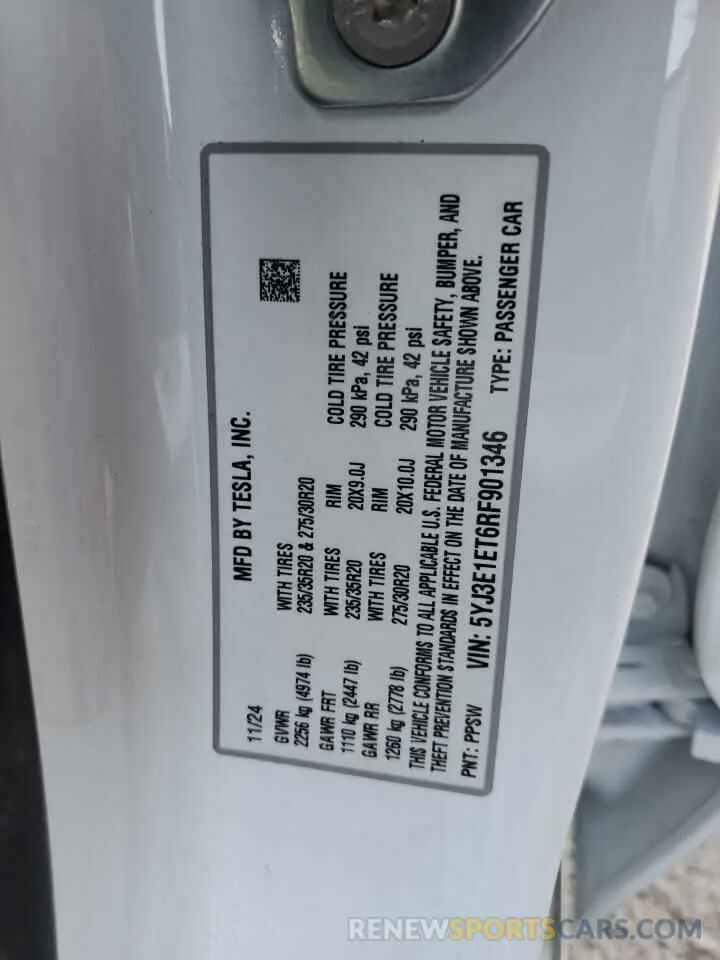 MFD BY TESLA, INC.
11/24
GVWR WITH TIRES
2256 kg (4974 lb) 235/35R20 & 275/30R20
GAWR FRT WITH TIRES RIM COLD TIRE PRESSURE
1110 kg (2447 lb) 235/35R20 20X9.0J 290 kPa, 42 psi
GAWR RR WITH TIRES RIM COLD TIRE PRESSURE
1260 kg (2778 lb) 275/30R20 20X10.0J 290 kPa, 42 psi
THIS VEHICLE CONFORMS TO ALL APPLICABLE U.S. FEDERAL MOTOR VEHICLE SAFETY, BUMPER, AND
THEFT PREVENTION STANDARDS IN EFFECT ON THE DATE OF MANUFACTURE SHOWN ABOVE.
PNT: PPSW VIN: 5YJ3E1ET6RF901346 TYPE: PASSENGER CAR
RENEWSPORTSCARS.COM